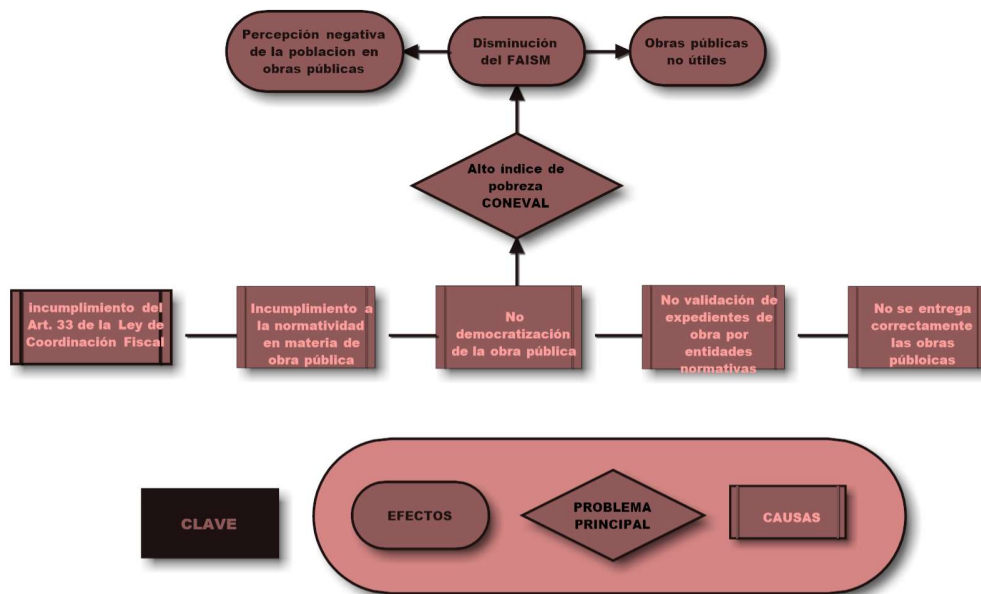 Percepción negativa
de la poblacion en
obras públicas
Disminución
del FAISM
Obras públicas
no útiles
Alto índice de
pobreza
CONEVAL
incumplimiento del
Art. 33 de la Ley de
Coordinación Fiscal
Incumplimiento a
la normatividad
en materia de
obra pública
No
democratización
de la obra pública
No validación de
expedientes de
obra por
entidades
normativas
No se entrega
correctamente
las obras
públoicas
CLAVE
EFECTOS
PROBLEMA
PRINCIPAL
CAUSAS